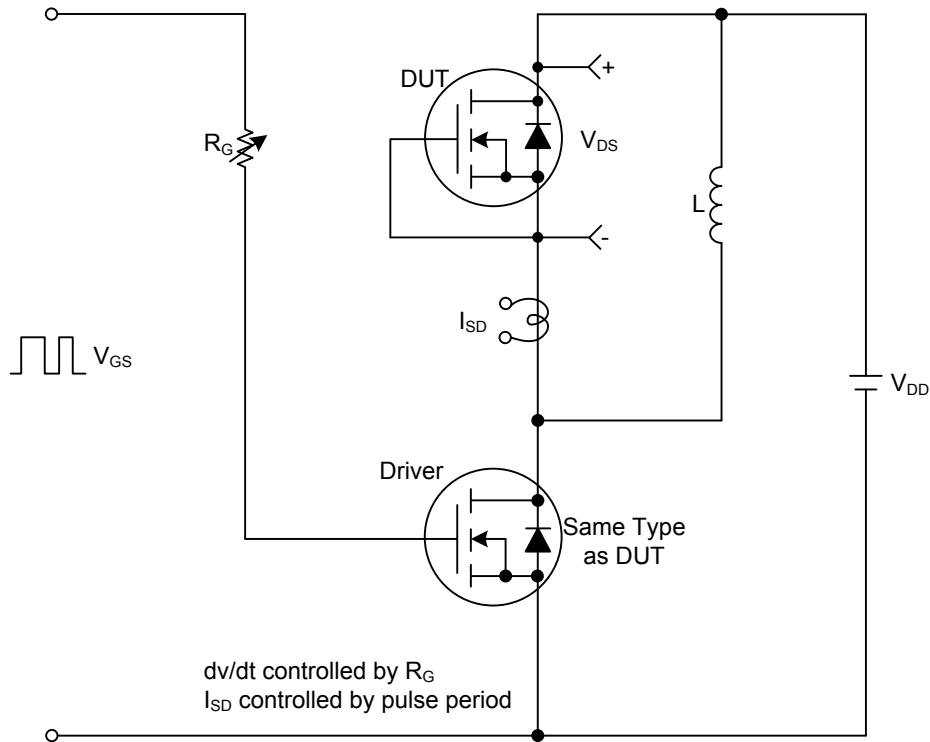 DUT
+
R_G
V_DS
L
-
I_SD
V_GS
V_DD
Driver
Same Type
as DUT
dv/dt controlled by R_G
I_SD controlled by pulse period